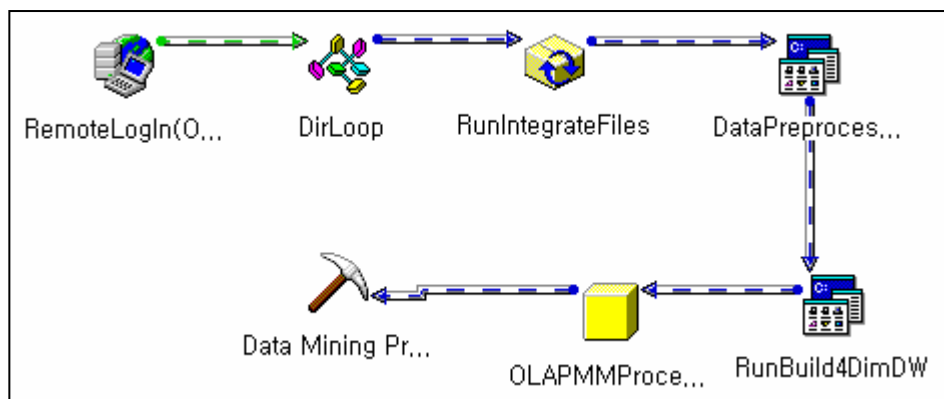 RemoteLogIn(O...
DirLoop
RunIntegrateFiles
DataPreproces...
C:
C:
Data Mining Pr...
OLAPMMProce...
RunBuild4DimDW